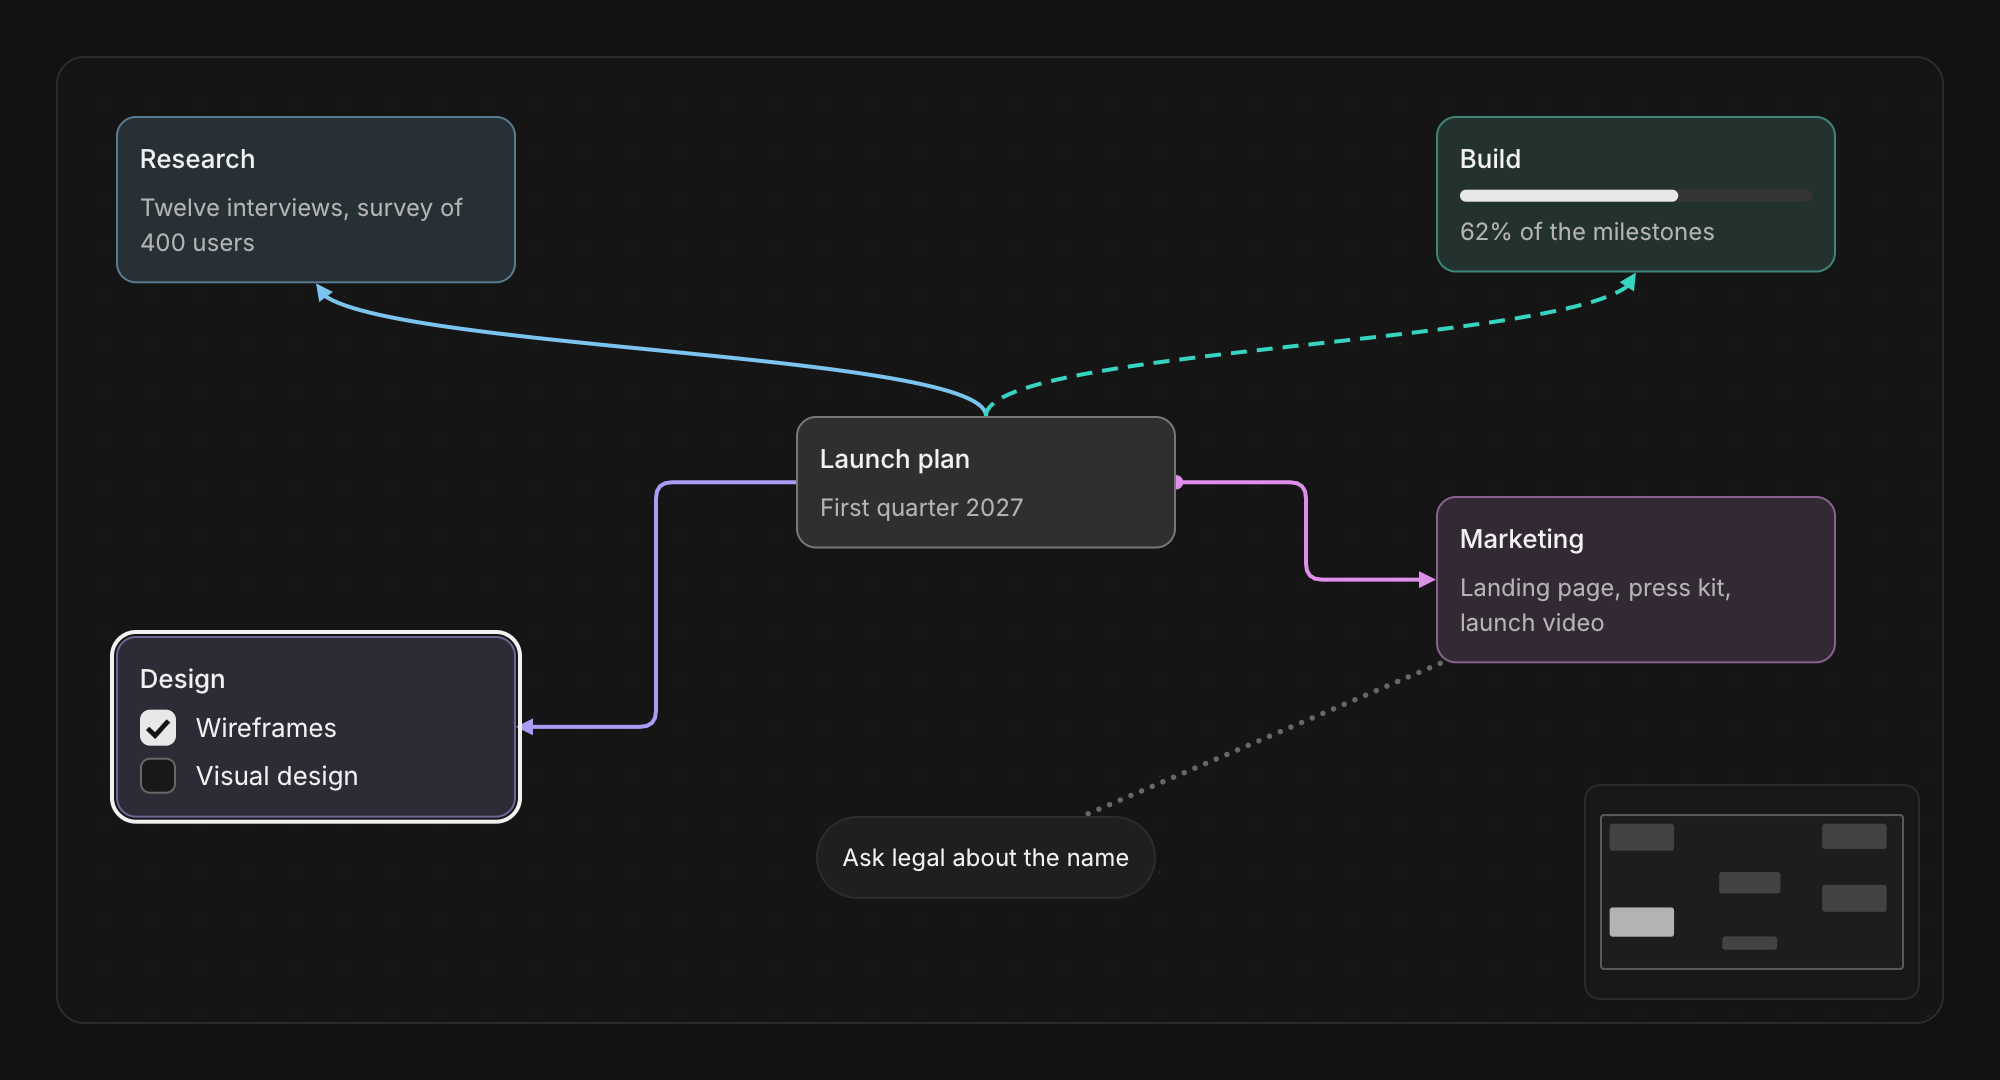 Research
Twelve interviews, survey of
400 users
Build
62% of the milestones
Launch plan
First quarter 2027
Marketing
Landing page, press kit,
launch video
Design
Wireframes
Visual design
Ask legal about the name